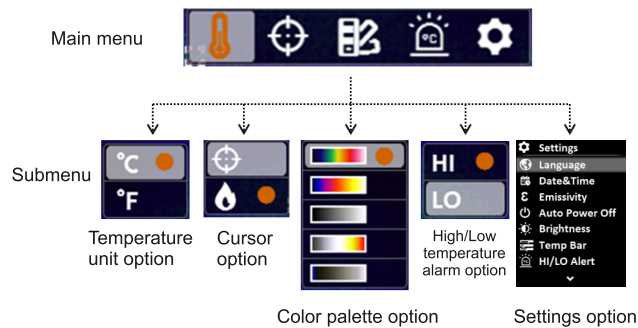 Main menu
°C
Submenu
°C
°F
HI
LO
Settings
Language
Date&Time
Emissivity
Auto Power Off
Brightness
Temp Bar
HI/LO Alert
Temperature
unit option
Cursor
option
Color palette option
High/Low
temperature
alarm option
Settings option